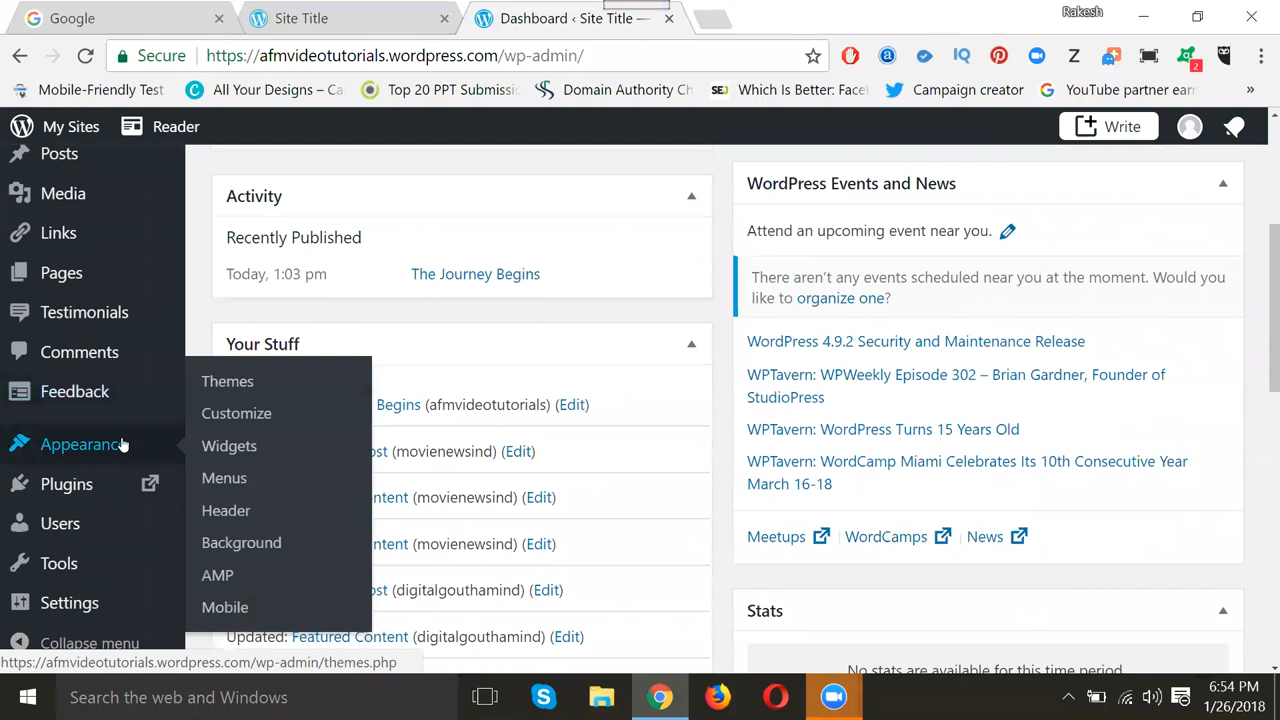 Google
Site Title
Dashboard ‹ Site Title —
Rakesh
Secure
https://afmvideotutorials.wordpress.com/wp-admin/
2
Mobile-Friendly Test
All Your Designs – Ca
Top 20 PPT Submissio
Domain Authority Ch
SEJ
Which Is Better: Face
Campaign creator
YouTube partner earn
»
My Sites
Reader
Write
Posts
Media
Links
Pages
Testimonials
Comments
Feedback
Appearance
Plugins
Users
Tools
Settings
Collapse menu
Themes
Customize
Widgets
Menus
Header
Background
AMP
Mobile
Activity
Recently Published
Today, 1:03 pm
The Journey Begins
Your Stuff
Begins (afmvideotutorials) (Edit)
ost (movienewsind) (Edit)
ontent (movienewsind) (Edit)
ontent (movienewsind) (Edit)
ost (digitalgouthamind) (Edit)
Updated: Featured Content (digitalgouthamind) (Edit)
WordPress Events and News
Attend an upcoming event near you.
There aren't any events scheduled near you at the moment. Would you
like to organize one?
WordPress 4.9.2 Security and Maintenance Release
WPTavern: WPWeekly Episode 302 – Brian Gardner, Founder of
StudioPress
WPTavern: WordPress Turns 15 Years Old
WPTavern: WordCamp Miami Celebrates Its 10th Consecutive Year
March 16-18
Meetups | WordCamps | News
Stats
No stats are available for this time period.
https://afmvideotutorials.wordpress.com/wp-admin/themes.php
Search the web and Windows
6:54 PM
1/26/2018